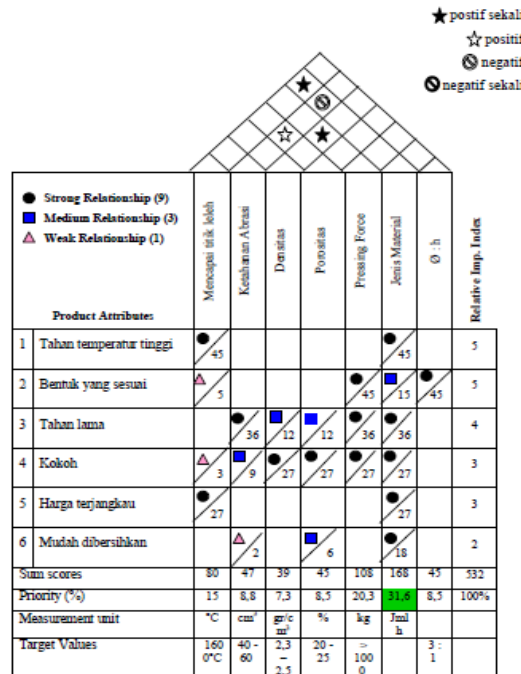 postif sekali
positif
negatif
negatif sekali
Strong Relationship (9)
Medium Relationship (3)
Weak Relationship (1)
Product Attributes
Mencapai titik leleh
Ketahanan Abrasi
Densitas
Porositas
Pressing Force
Jenis Material
Ø : h
Relative Imp. Index
1 Tahan temperatur tinggi 45 45 5
2 Bentuk yang sesuai 5 45 15 45 5
3 Tahan lama 36 12 12 36 36 4
4 Kokoh 3 9 27 27 27 27 3
5 Harga terjangkau 27 27 3
6 Mudah dibersihkan 2 6 18 2
Sum scores 80 47 39 45 108 168 45 532
Priority (%) 15 8,8 7,3 8,5 20,3 31,6 8,5 100%
Measurement unit °C cm³ gr/c % kg Jml
m³ h
Target Values 160 40 - 2,3 20 - > 3 :
0°C 60 – 25 100 1
2,5 0